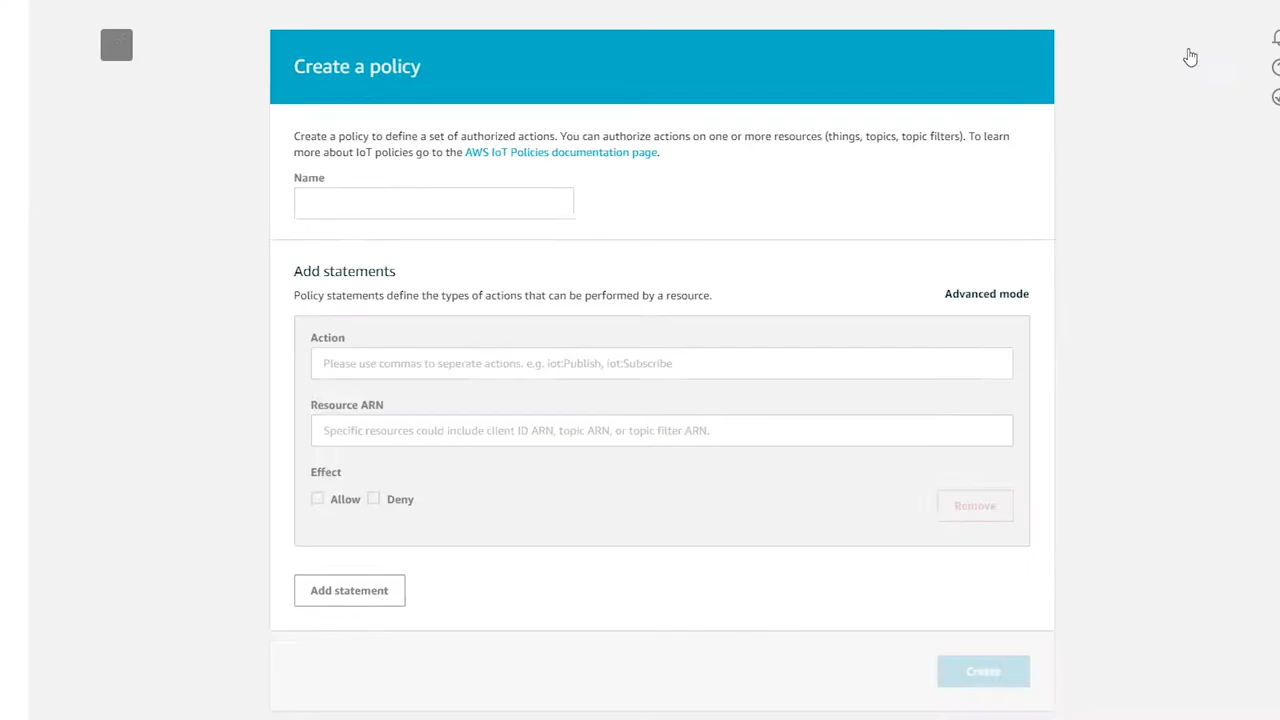 Create a policy
Create a policy to define a set of authorized actions. You can authorize actions on one or more resources (things, topics, topic filters). To learn
more about IoT policies go to the AWS IoT Policies documentation page.
Name
Add statements
Policy statements define the types of actions that can be performed by a resource.
Advanced mode
Action
Please use commas to seperate actions. e.g. iot:Publish, iot:Subscribe
Resource ARN
Specific resources could include client ID ARN, topic ARN, or topic filter ARN.
Effect
Allow Deny
Remove
Add statement
Create